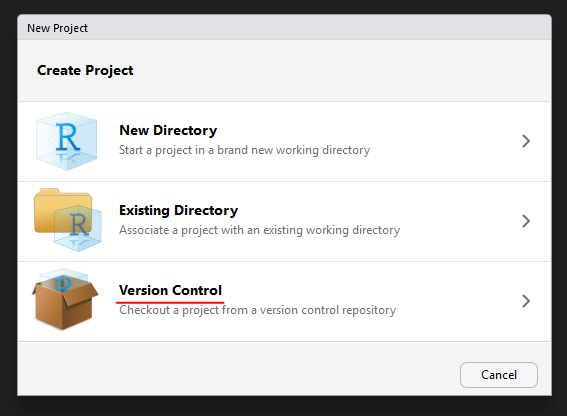 New Project
Create Project
R
New Directory
Start a project in a brand new working directory
R
Existing Directory
Associate a project with an existing working directory
R
Version Control
Checkout a project from a version control repository
Cancel